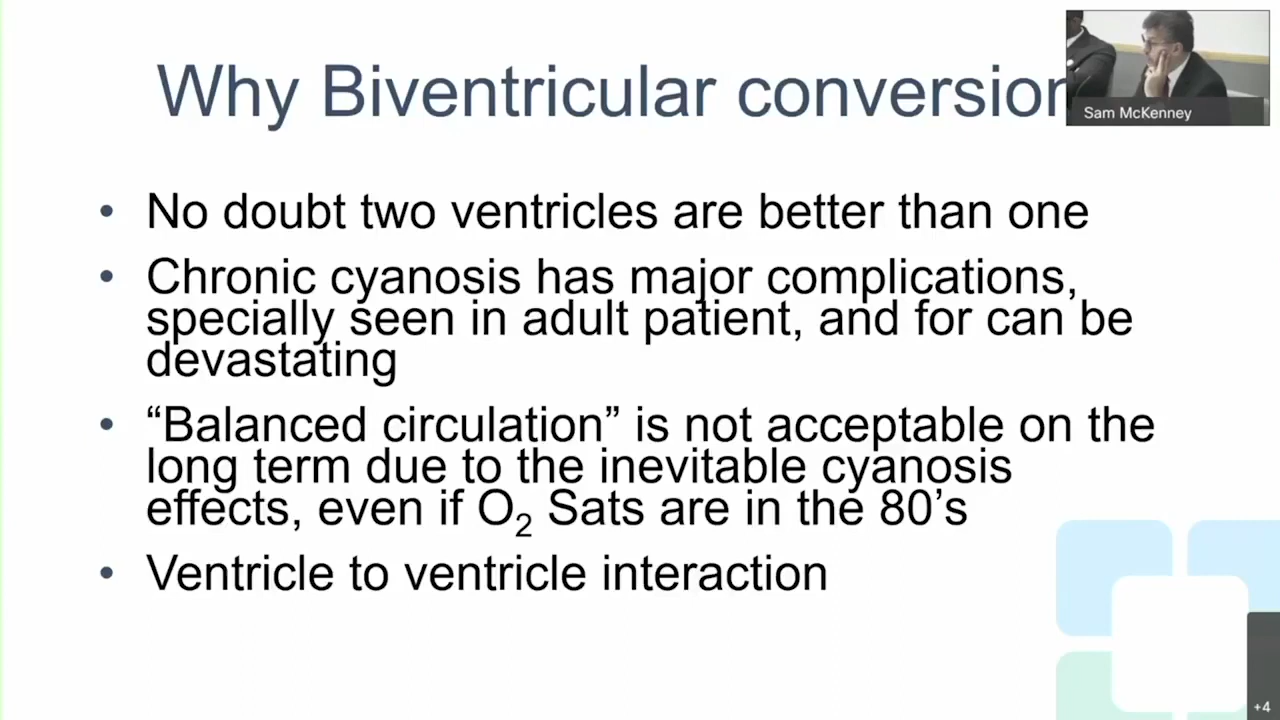 Why Biventricular conversion
Sam McKenney
• No doubt two ventricles are better than one
• Chronic cyanosis has major complications,
specially seen in adult patient, and for can be
devastating
• “Balanced circulation” is not acceptable on the
long term due to the inevitable cyanosis
effects, even if O₂ Sats are in the 80’s
• Ventricle to ventricle interaction
+4